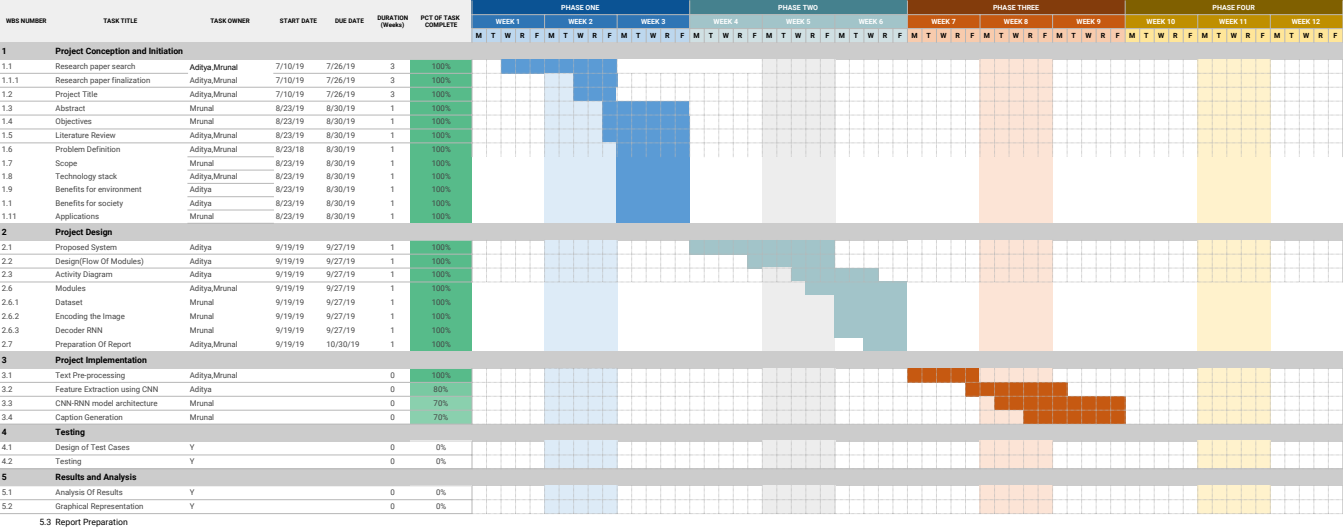 PHASE ONE PHASE TWO PHASE THREE PHASE FOUR
WBS NUMBER TASK TITLE TASK OWNER START DATE DUE DATE DURATION (Weeks) PCT OF TASK COMPLETE WEEK 1 WEEK 2 WEEK 3 WEEK 4 WEEK 5 WEEK 6 WEEK 7 WEEK 8 WEEK 9 WEEK 10 WEEK 11 WEEK 12
M T W R F M T W R F M T W R F M T W R F M T W R F M T W R F M T W R F M T W R F M T W R F M T W R F M T W R F M T W R F
1 Project Conception and Initiation
1.1 Research paper search Aditya,Mrunal 7/10/19 7/26/19 3 100%
1.1.1 Research paper finalization Aditya,Mrunal 7/10/19 7/26/19 3 100%
1.2 Project Title Aditya,Mrunal 7/10/19 7/26/19 3 100%
1.3 Abstract Mrunal 8/23/19 8/30/19 1 100%
1.4 Objectives Mrunal 8/23/19 8/30/19 1 100%
1.5 Literature Review Aditya,Mrunal 8/23/19 8/30/19 1 100%
1.6 Problem Definition Aditya,Mrunal 8/23/18 8/30/19 1 100%
1.7 Scope Mrunal 8/23/19 8/30/19 1 100%
1.8 Technology stack Aditya,Mrunal 8/23/19 8/30/19 1 100%
1.9 Benefits for environment Aditya 8/23/19 8/30/19 1 100%
1.1 Benefits for society Aditya 8/23/19 8/30/19 1 100%
1.11 Applications Mrunal 8/23/19 8/30/19 1 100%
2 Project Design
2.1 Proposed System Aditya 9/19/19 9/27/19 1 100%
2.2 Design(Flow Of Modules) Aditya 9/19/19 9/27/19 1 100%
2.3 Activity Diagram Aditya 9/19/19 9/27/19 1 100%
2.6 Modules Aditya,Mrunal 9/19/19 9/27/19 1 100%
2.6.1 Dataset Mrunal 9/19/19 9/27/19 1 100%
2.6.2 Encoding the Image Mrunal 9/19/19 9/27/19 1 100%
2.6.3 Decoder RNN Mrunal 9/19/19 9/27/19 1 100%
2.7 Preparation Of Report Aditya,Mrunal 9/19/19 10/30/19 1 100%
3 Project Implementation
3.1 Text Pre-processing Aditya,Mrunal 0 100%
3.2 Feature Extraction using CNN Aditya 0 80%
3.3 CNN-RNN model architecture Mrunal 0 70%
3.4 Caption Generation Mrunal 0 70%
4 Testing
4.1 Design of Test Cases Y 0 0%
4.2 Testing Y 0 0%
5 Results and Analysis
5.1 Analysis Of Results Y 0 0%
5.2 Graphical Representation Y 0 0%
5.3 Report Preparation